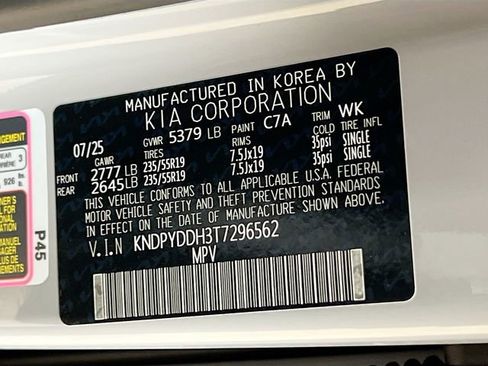 MANUFACTURED IN KOREA BY
KIA CORPORATION
07/25 GVWR 5379 LB PAINT C7A TRIM WK
GAWR TIRES COLD TIRE INFL
FRONT 2777 LB 235/55R19 7.5Jx19 35psi SINGLE
REAR 2645 LB 235/55R19 7.5Jx19 35psi SINGLE
THIS VEHICLE CONFORMS TO ALL APPLICABLE U.S.A. FEDERAL
MOTOR VEHICLE SAFETY AND THEFT PREVENTION STANDARDS
IN EFFECT ON THE DATE OF MANUFACTURE SHOWN ABOVE.
V.I.N KNDPYDDH3T7296562
MPV
P45
3
926
lbs.